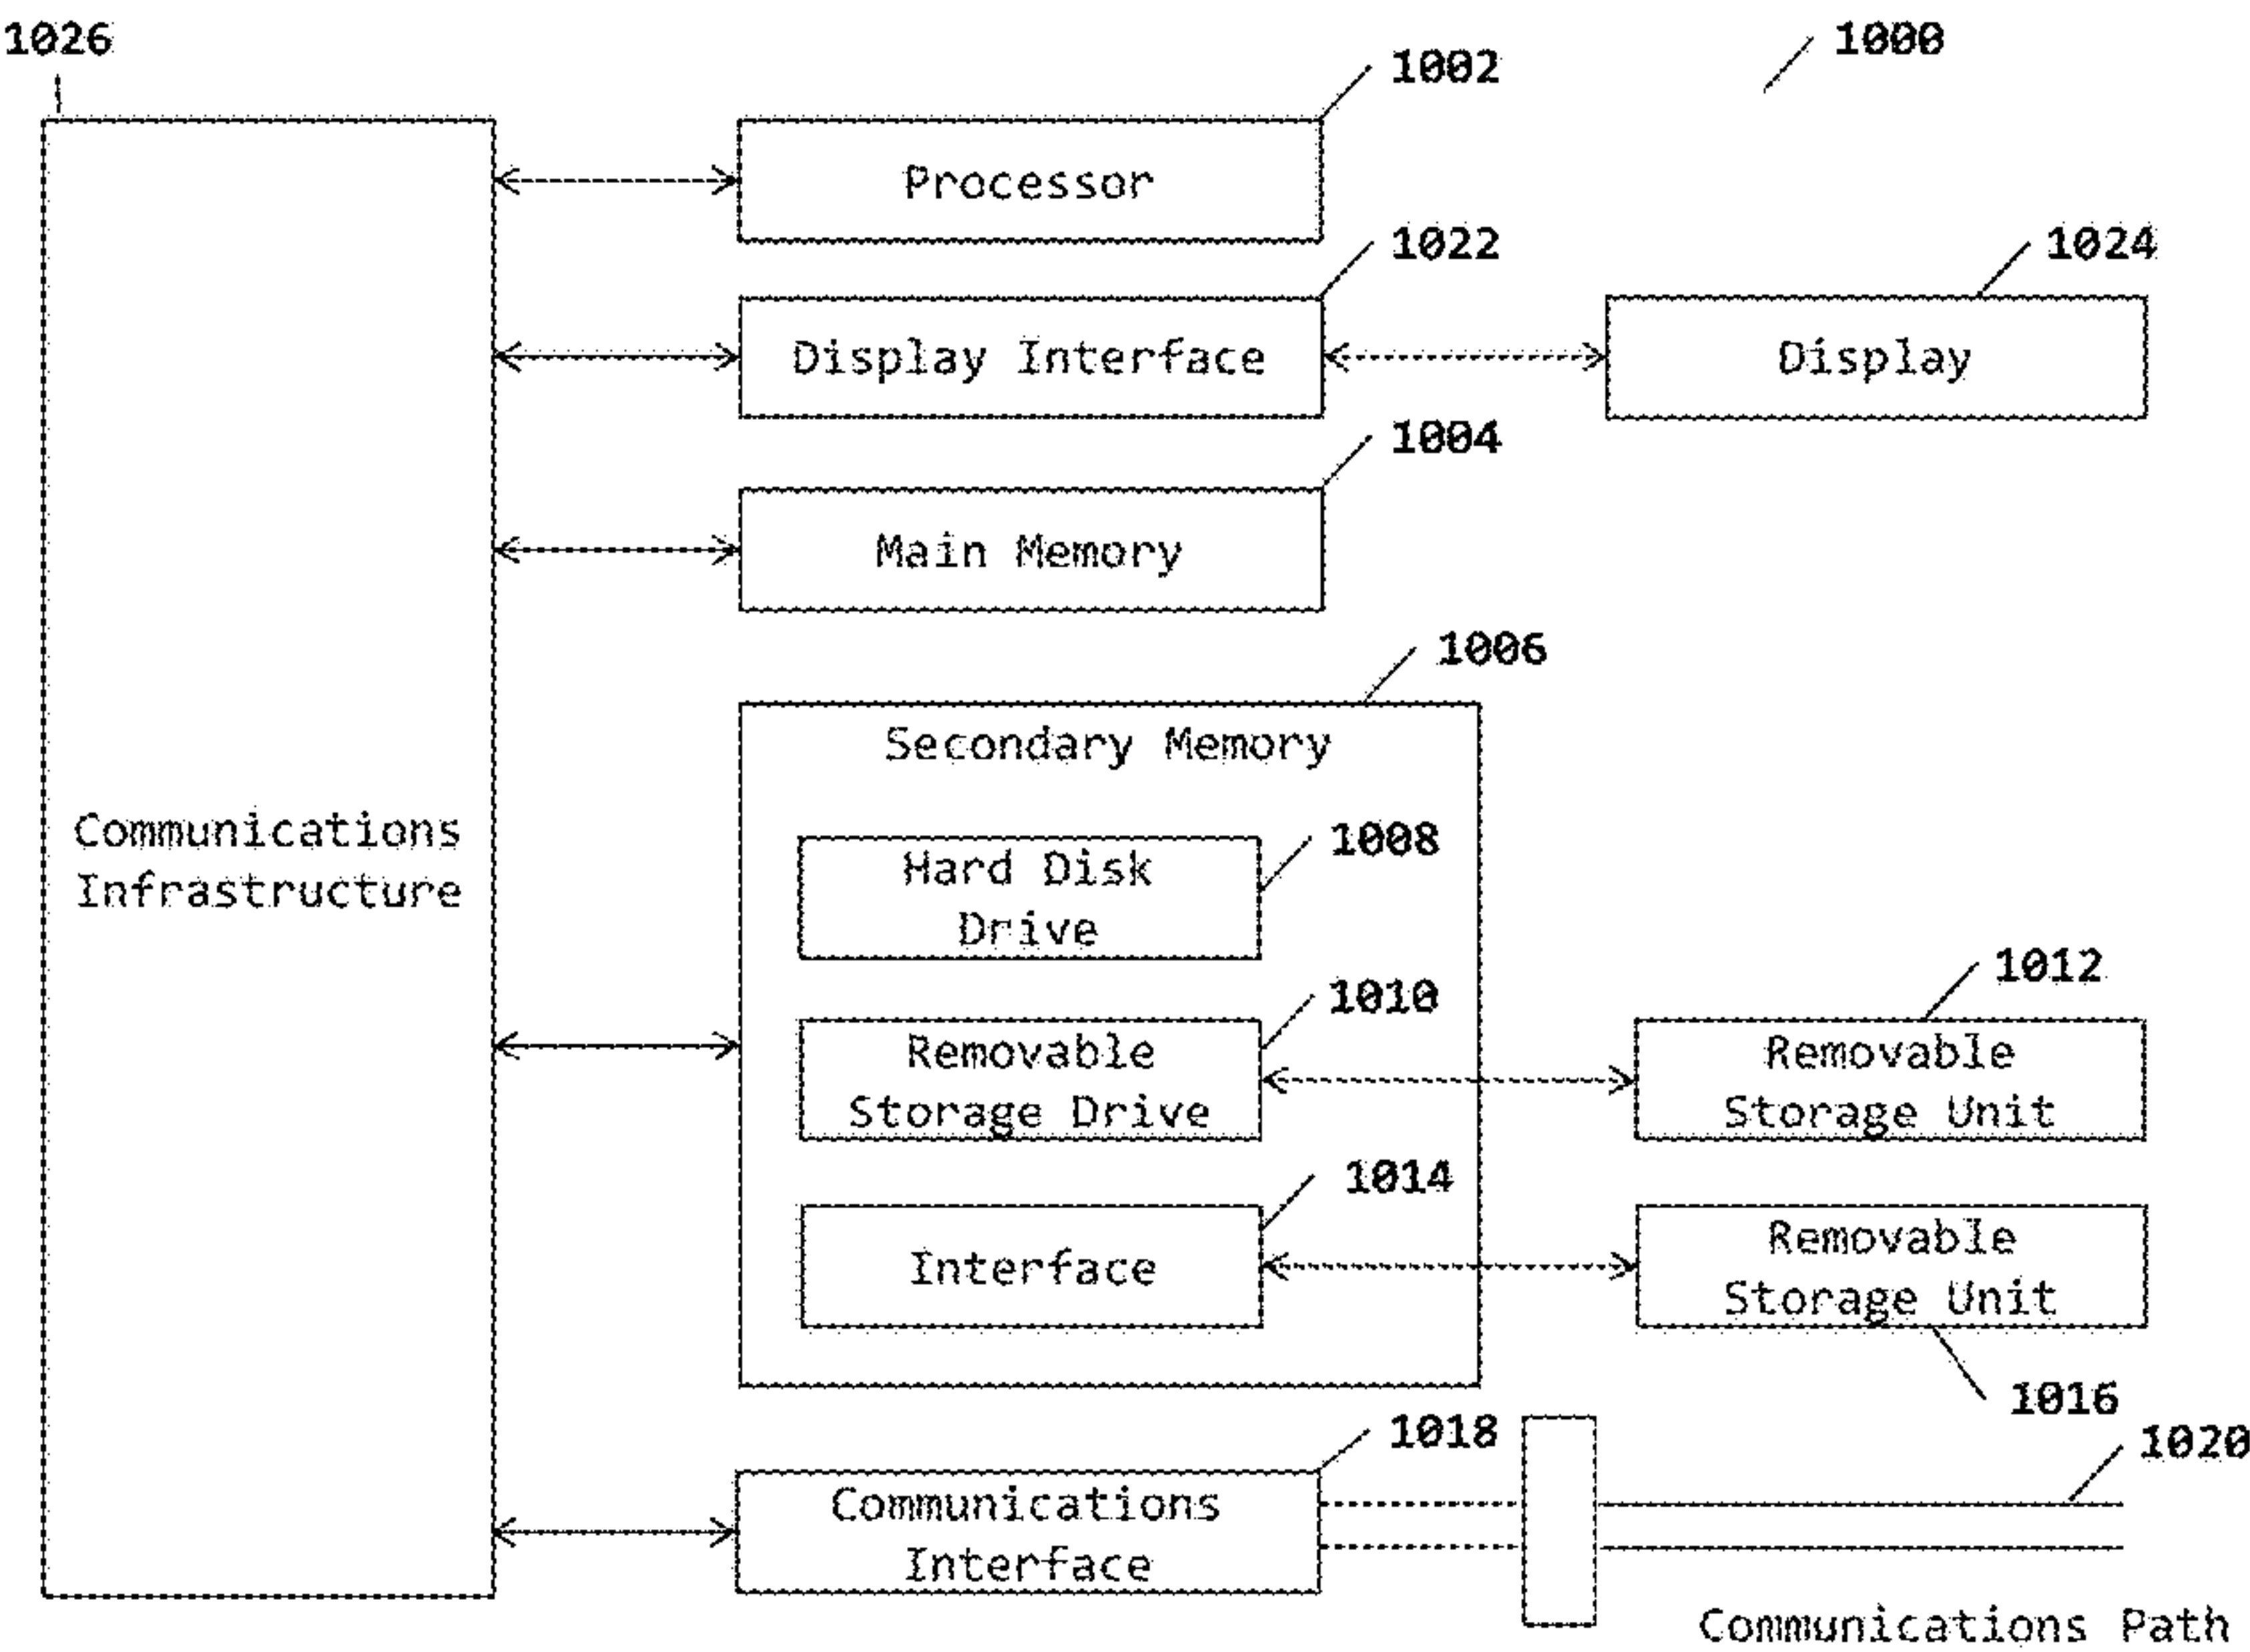 1026
1000
1002
Processor
1022
1024
Display Interface
Display
1004
Main Memory
1006
Secondary Memory
Communications
Infrastructure
1008
Hard Disk
Drive
1012
1010
Removable
Storage Drive
Removable
Storage Unit
1014
Interface
Removable
Storage Unit
1016
1018
1020
Communications
Interface
Communications Path